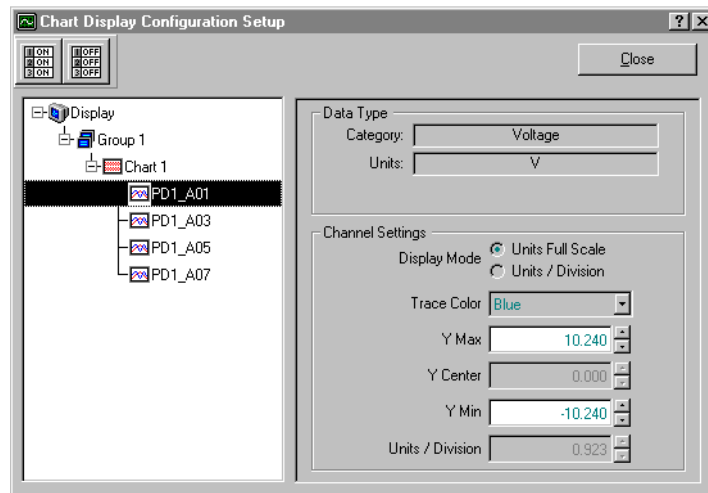 Chart Display Configuration Setup
1 ON 1 OFF
2 ON 2 OFF
3 ON 3 OFF
Close
Display
Group 1
Chart 1
PD1_A01
PD1_A03
PD1_A05
PD1_A07
Data Type
Category: Voltage
Units: V
Channel Settings
Display Mode
Units Full Scale
Units / Division
Trace Color Blue
Y Max 10.240
Y Center 0.000
Y Min -10.240
Units / Division 0.923